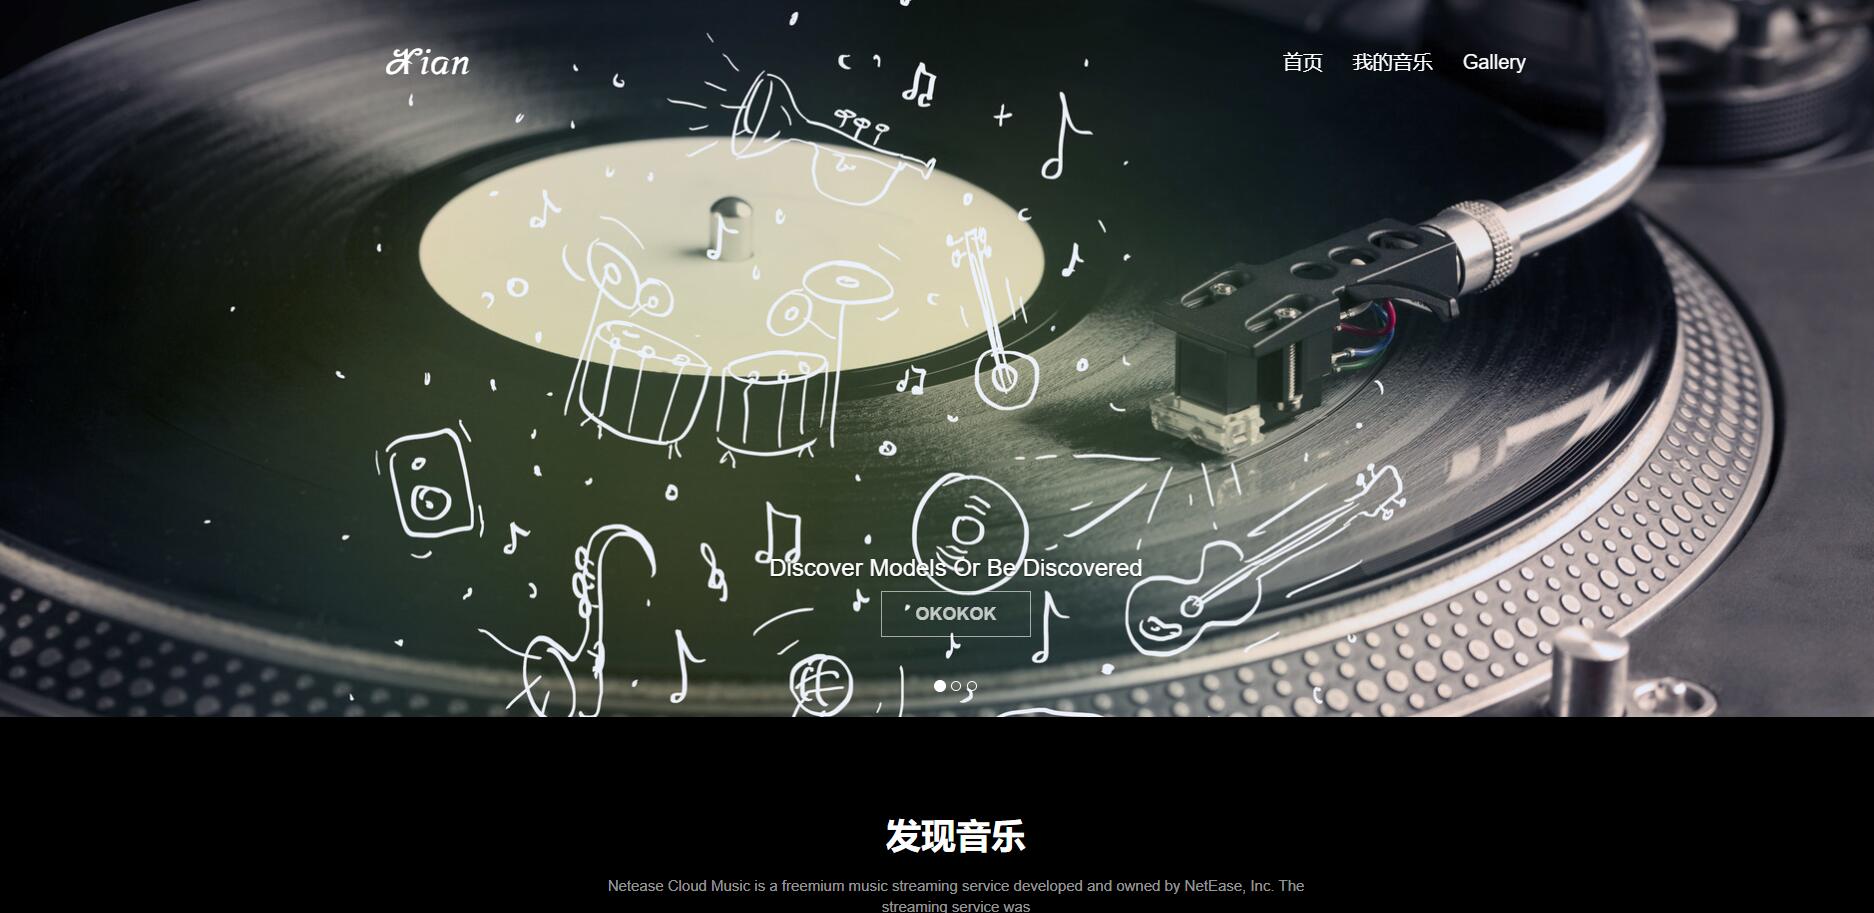 Xian
首页 我的音乐 Gallery
Discover Models Or Be Discovered
OKOKOK
发现音乐
Netease Cloud Music is a freemium music streaming service developed and owned by NetEase, Inc. The
streaming service was